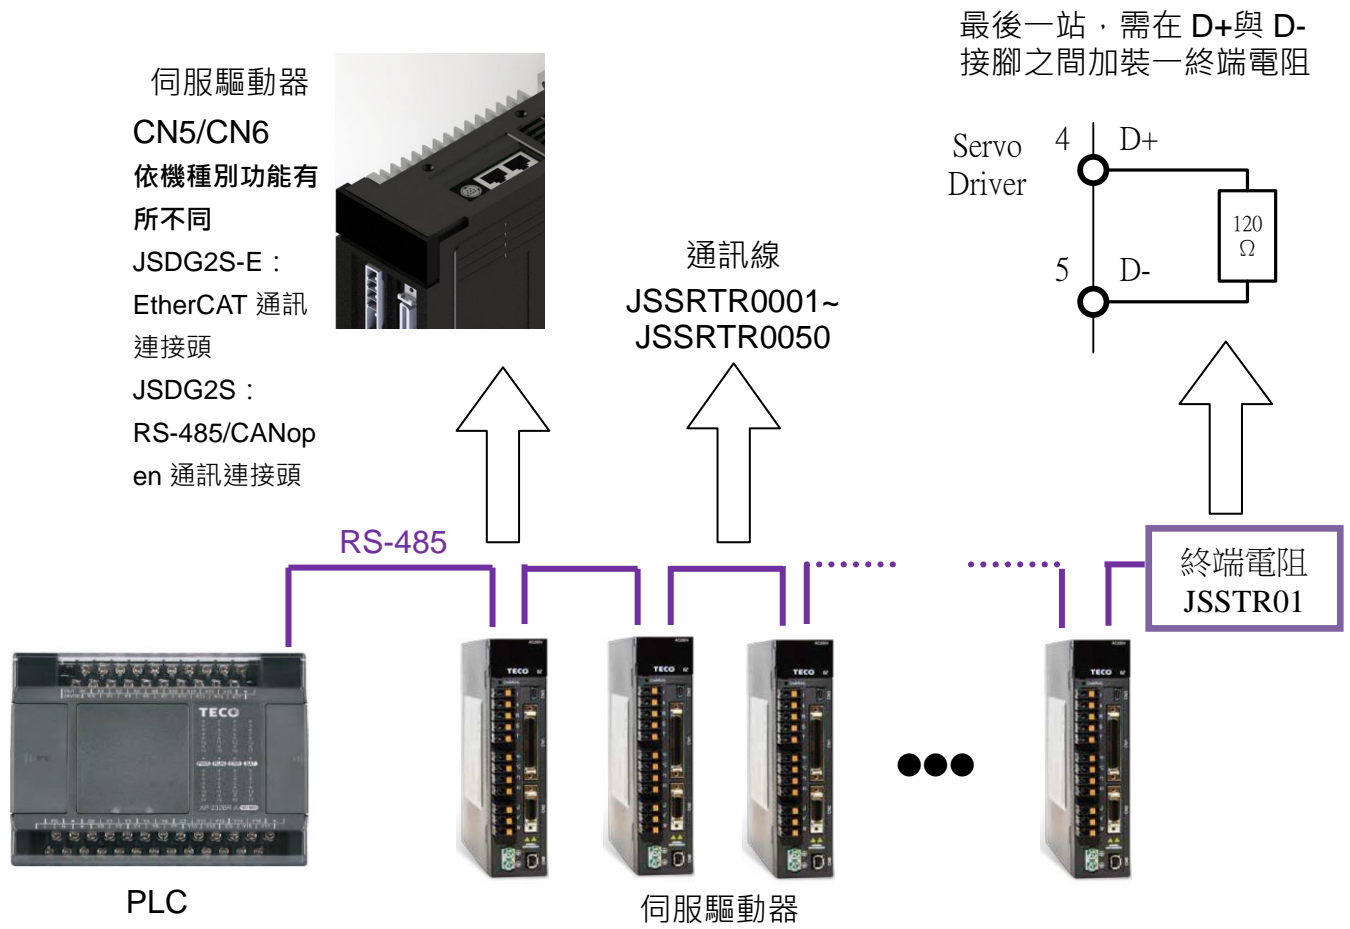 最後一站，需在 D+與 D-
接腳之間加裝一終端電阻
伺服驅動器
CN5/CN6
依機種別功能有
所不同
JSDG2S-E：
EtherCAT 通訊
連接頭
JSDG2S：
RS-485/CANop
en 通訊連接頭
Servo
Driver
4
D+
120
Ω
5
D-
通訊線
JSSRTR0001~
JSSRTR0050
RS-485
終端電阻
JSSTR01
TECO
TECO
TECO
TECO
TECO
PLC
伺服驅動器